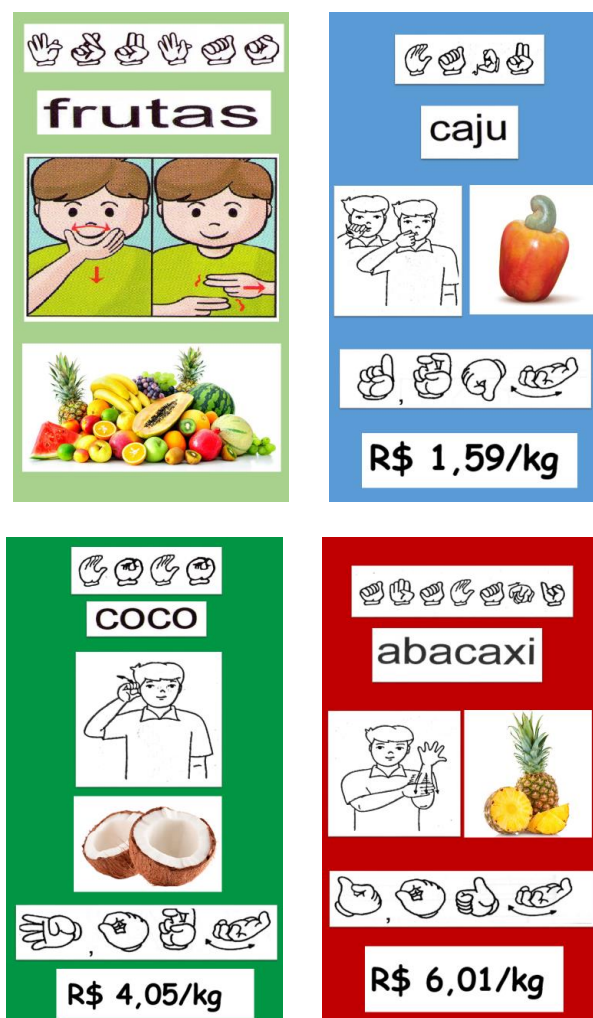 frutas
caju
R$ 1,59/kg
coco
R$ 4,05/kg
abacaxi
R$ 6,01/kg